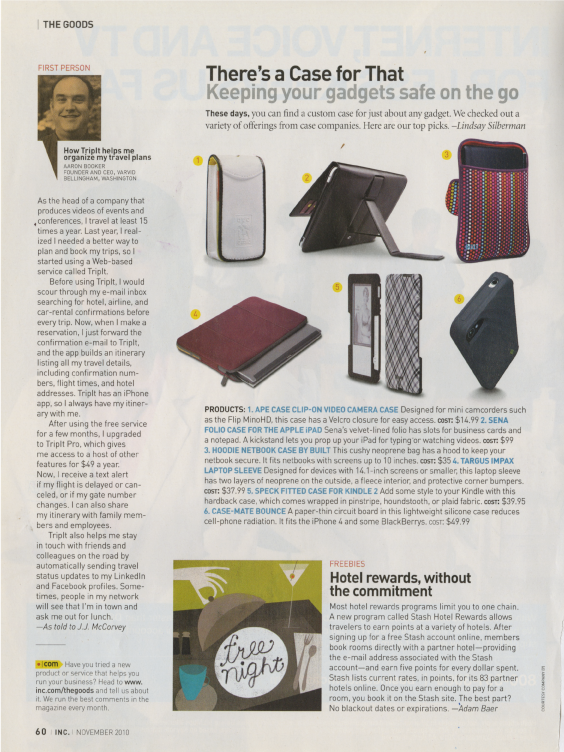 THE GOODS
FIRST PERSON
How TripIt helps me
organize my travel plans
AARON BOOKER
FOUNDER AND CEO, VARVID
BELLINGHAM, WASHINGTON
As the head of a company that
produces videos of events and
conferences, I travel at least 15
times a year. Last year, I real-
ized I needed a better way to
plan and book my trips, so I
started using a Web-based
service called TripIt.
Before using TripIt, I would
scour through my e-mail inbox
searching for hotel, airline, and
car-rental confirmations before
every trip. Now, when I make a
reservation, I just forward the
confirmation e-mail to TripIt,
and the app builds an itinerary
listing all my travel details,
including confirmation num-
bers, flight times, and hotel
addresses. TripIt has an iPhone
app, so I always have my itiner-
ary with me.
After using the free service
for a few months, I upgraded
to TripIt Pro, which gives
me access to a host of other
features for $49 a year.
Now, I receive a text alert
if my flight is delayed or can-
celed, or if my gate number
changes. I can also share
my itinerary with family mem-
bers and employees.
TripIt also helps me stay
in touch with friends and
colleagues on the road by
automatically sending travel
status updates to my LinkedIn
and Facebook profiles. Some-
times, people in my network
will see that I'm in town and
ask me out for lunch.
—As told to J.J. McCorvey
com Have you tried a new
product or service that helps you
run your business? Head to www.
inc.com/thegoods and tell us about
it. We run the best comments in the
magazine every month.
There's a Case for That
Keeping your gadgets safe on the go
These days, you can find a custom case for just about any gadget. We checked out a
variety of offerings from case companies. Here are our top picks. —Lindsay Silberman
1
2
3
4
5
6
PRODUCTS: 1. APE CASE CLIP-ON VIDEO CAMERA CASE Designed for mini camcorders such
as the Flip MinoHD, this case has a Velcro closure for easy access. COST: $14.99 2. SENA
FOLIO CASE FOR THE APPLE IPAD Sena's velvet-lined folio has slots for business cards and
a notepad. A kickstand lets you prop up your iPad for typing or watching videos. COST: $99
3. HOODIE NETBOOK CASE BY BUILT This cushy neoprene bag has a hood to keep your
netbook secure. It fits netbooks with screens up to 10 inches. COST: $35 4. TARGUS IMPAX
LAPTOP SLEEVE Designed for devices with 14.1-inch screens or smaller, this laptop sleeve
has two layers of neoprene on the outside, a fleece interior, and protective corner bumpers.
COST: $37.99 5. SPECK FITTED CASE FOR KINDLE 2 Add some style to your Kindle with this
hardback case, which comes wrapped in pinstripe, houndstooth, or plaid fabric. COST: $39.95
6. CASE-MATE BOUNCE A paper-thin circuit board in this lightweight silicone case reduces
cell-phone radiation. It fits the iPhone 4 and some BlackBerrys. COST: $49.99
free
night
FREEBIES
Hotel rewards, without
the commitment
Most hotel rewards programs limit you to one chain.
A new program called Stash Hotel Rewards allows
travelers to earn points at a variety of hotels. After
signing up for a free Stash account online, members
book rooms directly with a partner hotel—providing
the e-mail address associated with the Stash
account—and earn five points for every dollar spent.
Stash lists current rates, in points, for its 83 partner
hotels online. Once you earn enough to pay for a
room, you book it on the Stash site. The best part?
No blackout dates or expirations. —Adam Baer
COURTESY COMPANIES (7)
60 | INC. | NOVEMBER 2010